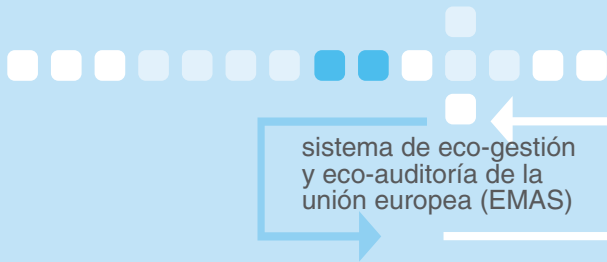 sistema de eco-gestión
y eco-auditoría de la
unión europea (EMAS)